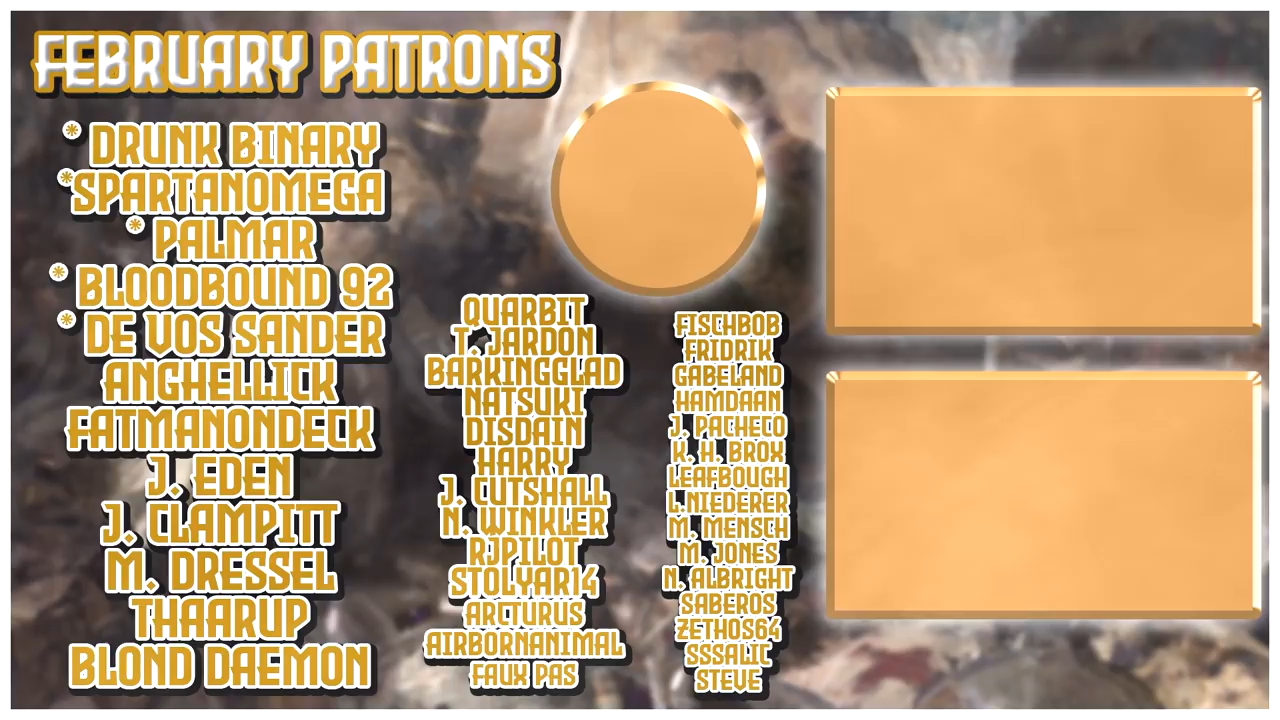 FEBRUARY PATRONS
* DRUNK BINARY
*SPARTANOMEGA
* PALMAR
* BLOODBOUND 92
* DE VOS SANDER
ANGHELLICK
FATMANONDECK
J. EDEN
J. CLAMPITT
M. DRESSEL
THAARUP
BLOND DAEMON
QUARBIT
T. JARDON
BARKINGGLAD
NATSUKI
DISDAIN
HARRY
J. CUTSHALL
N. WINKLER
RJPILOT
STOLYAR14
ARCTURUS
AIRBORNANIMAL
FAUX PAS
FISCHBOB
FRIDRIK
GABELAND
HAMDAAN
J. PACHECO
K. H. BROX
LEAFBOUGH
L.NIEDERER
M. MENSCH
M. JONES
N. ALBRIGHT
SABEROS
ZETHOS64
SSSALIC
STEVE